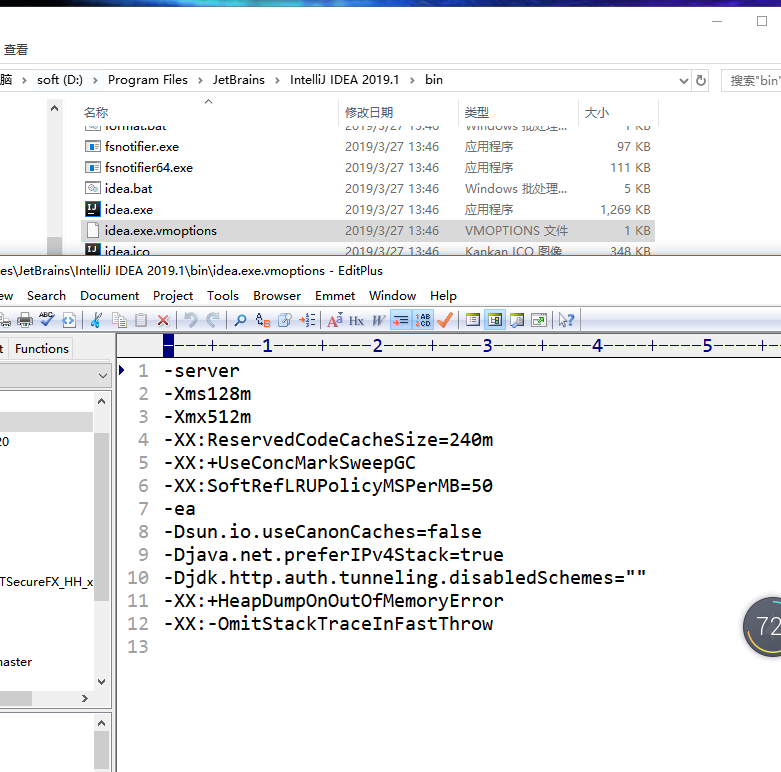 查看
脑 › soft (D:) › Program Files › JetBrains › IntelliJ IDEA 2019.1 › bin
搜索"bin"
名称 修改日期 类型 大小
format.bat 2019/3/27 13:46 Windows 批处理... 1 KB
fsnotifier.exe 2019/3/27 13:46 应用程序 97 KB
fsnotifier64.exe 2019/3/27 13:46 应用程序 111 KB
idea.bat 2019/3/27 13:46 Windows 批处理... 5 KB
idea.exe 2019/3/27 13:46 应用程序 1,269 KB
idea.exe.vmoptions 2019/3/27 13:46 VMOPTIONS 文件 1 KB
idea.ico 2019/3/27 13:46 Kankan ICO 图像 348 KB
es\JetBrains\IntelliJ IDEA 2019.1\bin\idea.exe.vmoptions - EditPlus
ew Search Document Project Tools Browser Emmet Window Help
t Functions
----+----1----+----2----+----3----+----4----+----5----+-
1 -server
2 -Xms128m
3 -Xmx512m
4 -XX:ReservedCodeCacheSize=240m
5 -XX:+UseConcMarkSweepGC
6 -XX:SoftRefLRUPolicyMSPerMB=50
7 -ea
8 -Dsun.io.useCanonCaches=false
9 -Djava.net.preferIPv4Stack=true
10 -Djdk.http.auth.tunneling.disabledSchemes=""
11 -XX:+HeapDumpOnOutOfMemoryError
12 -XX:-OmitStackTraceInFastThrow
13
20
TSecureFX_HH_x
master
72